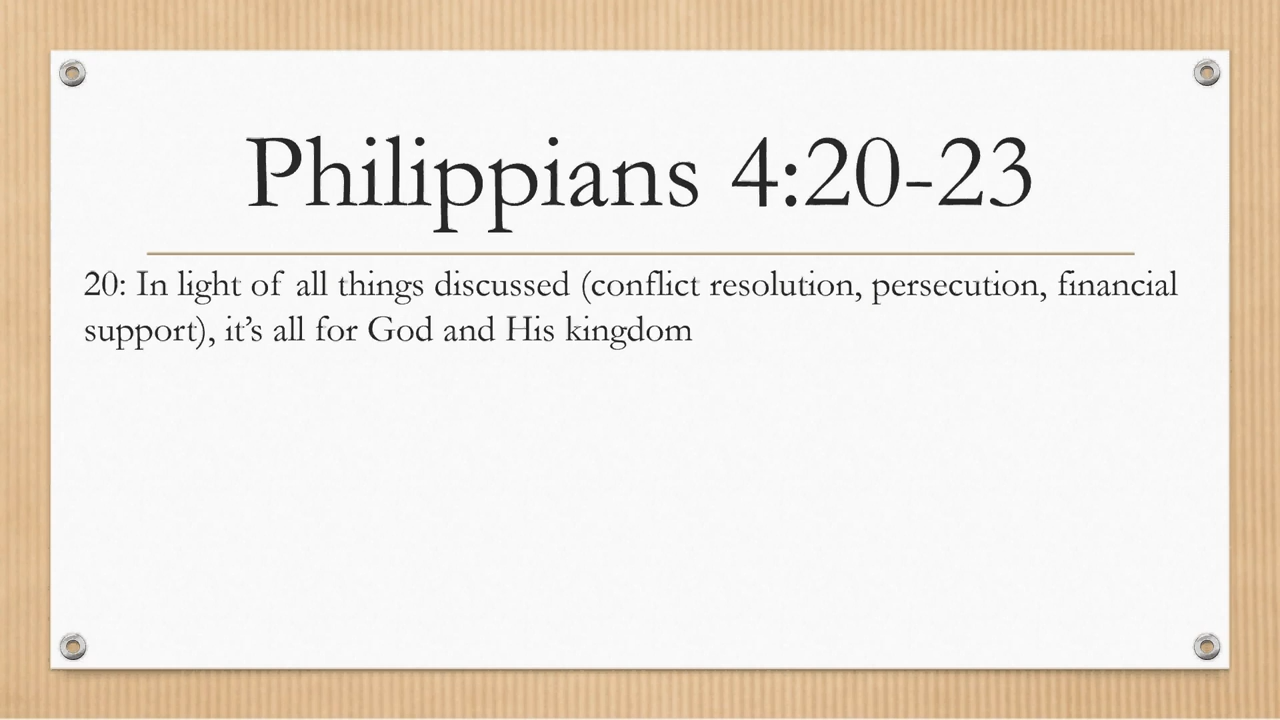 Philippians 4:20-23
20: In light of all things discussed (conflict resolution, persecution, financial
support), it’s all for God and His kingdom